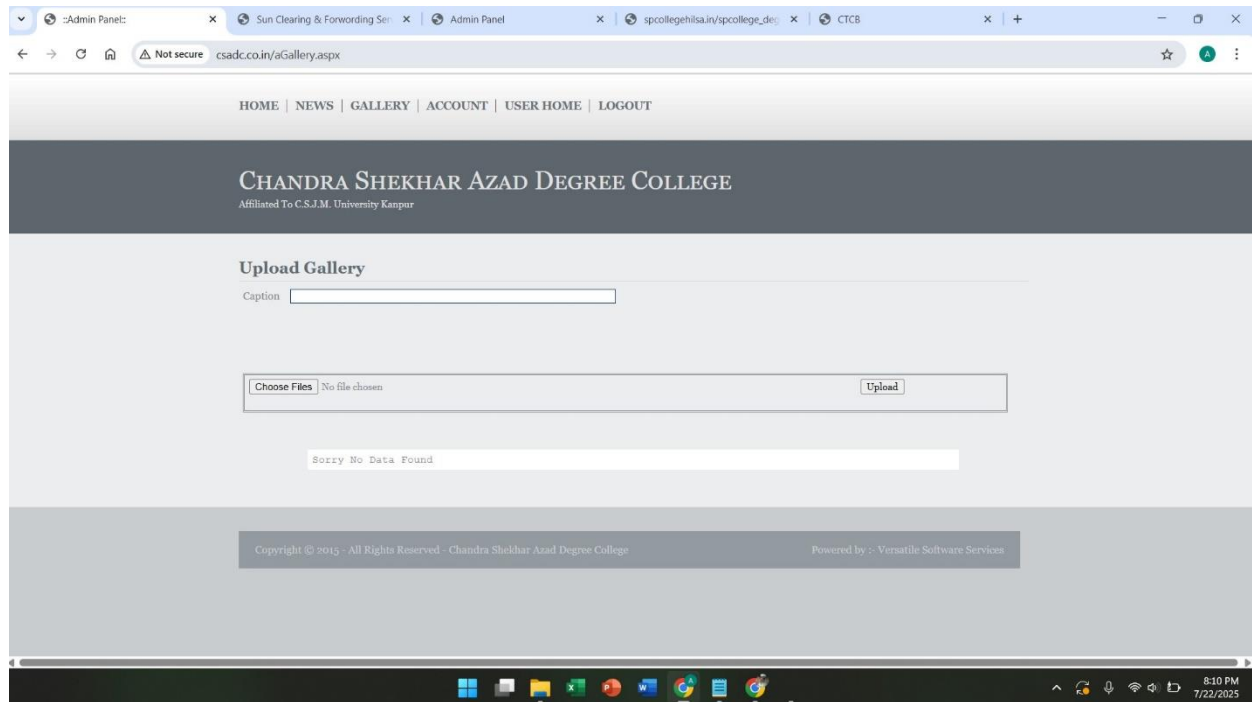 ::Admin Panel::
Sun Clearing & Forwording Ser
Admin Panel
spcollegehilsa.in/spcollege_deg
CTCB
Not secure
csadc.co.in/aGallery.aspx
A
HOME | NEWS | GALLERY | ACCOUNT | USER HOME | LOGOUT
CHANDRA SHEKHAR AZAD DEGREE COLLEGE
Affiliated To C.S.J.M. University Kanpur
Upload Gallery
Caption
Choose Files No file chosen
Upload
Sorry No Data Found
Copyright © 2015 - All Rights Reserved - Chandra Shekhar Azad Degree College
Powered by :- Versatile Software Services
8:10 PM
7/22/2025